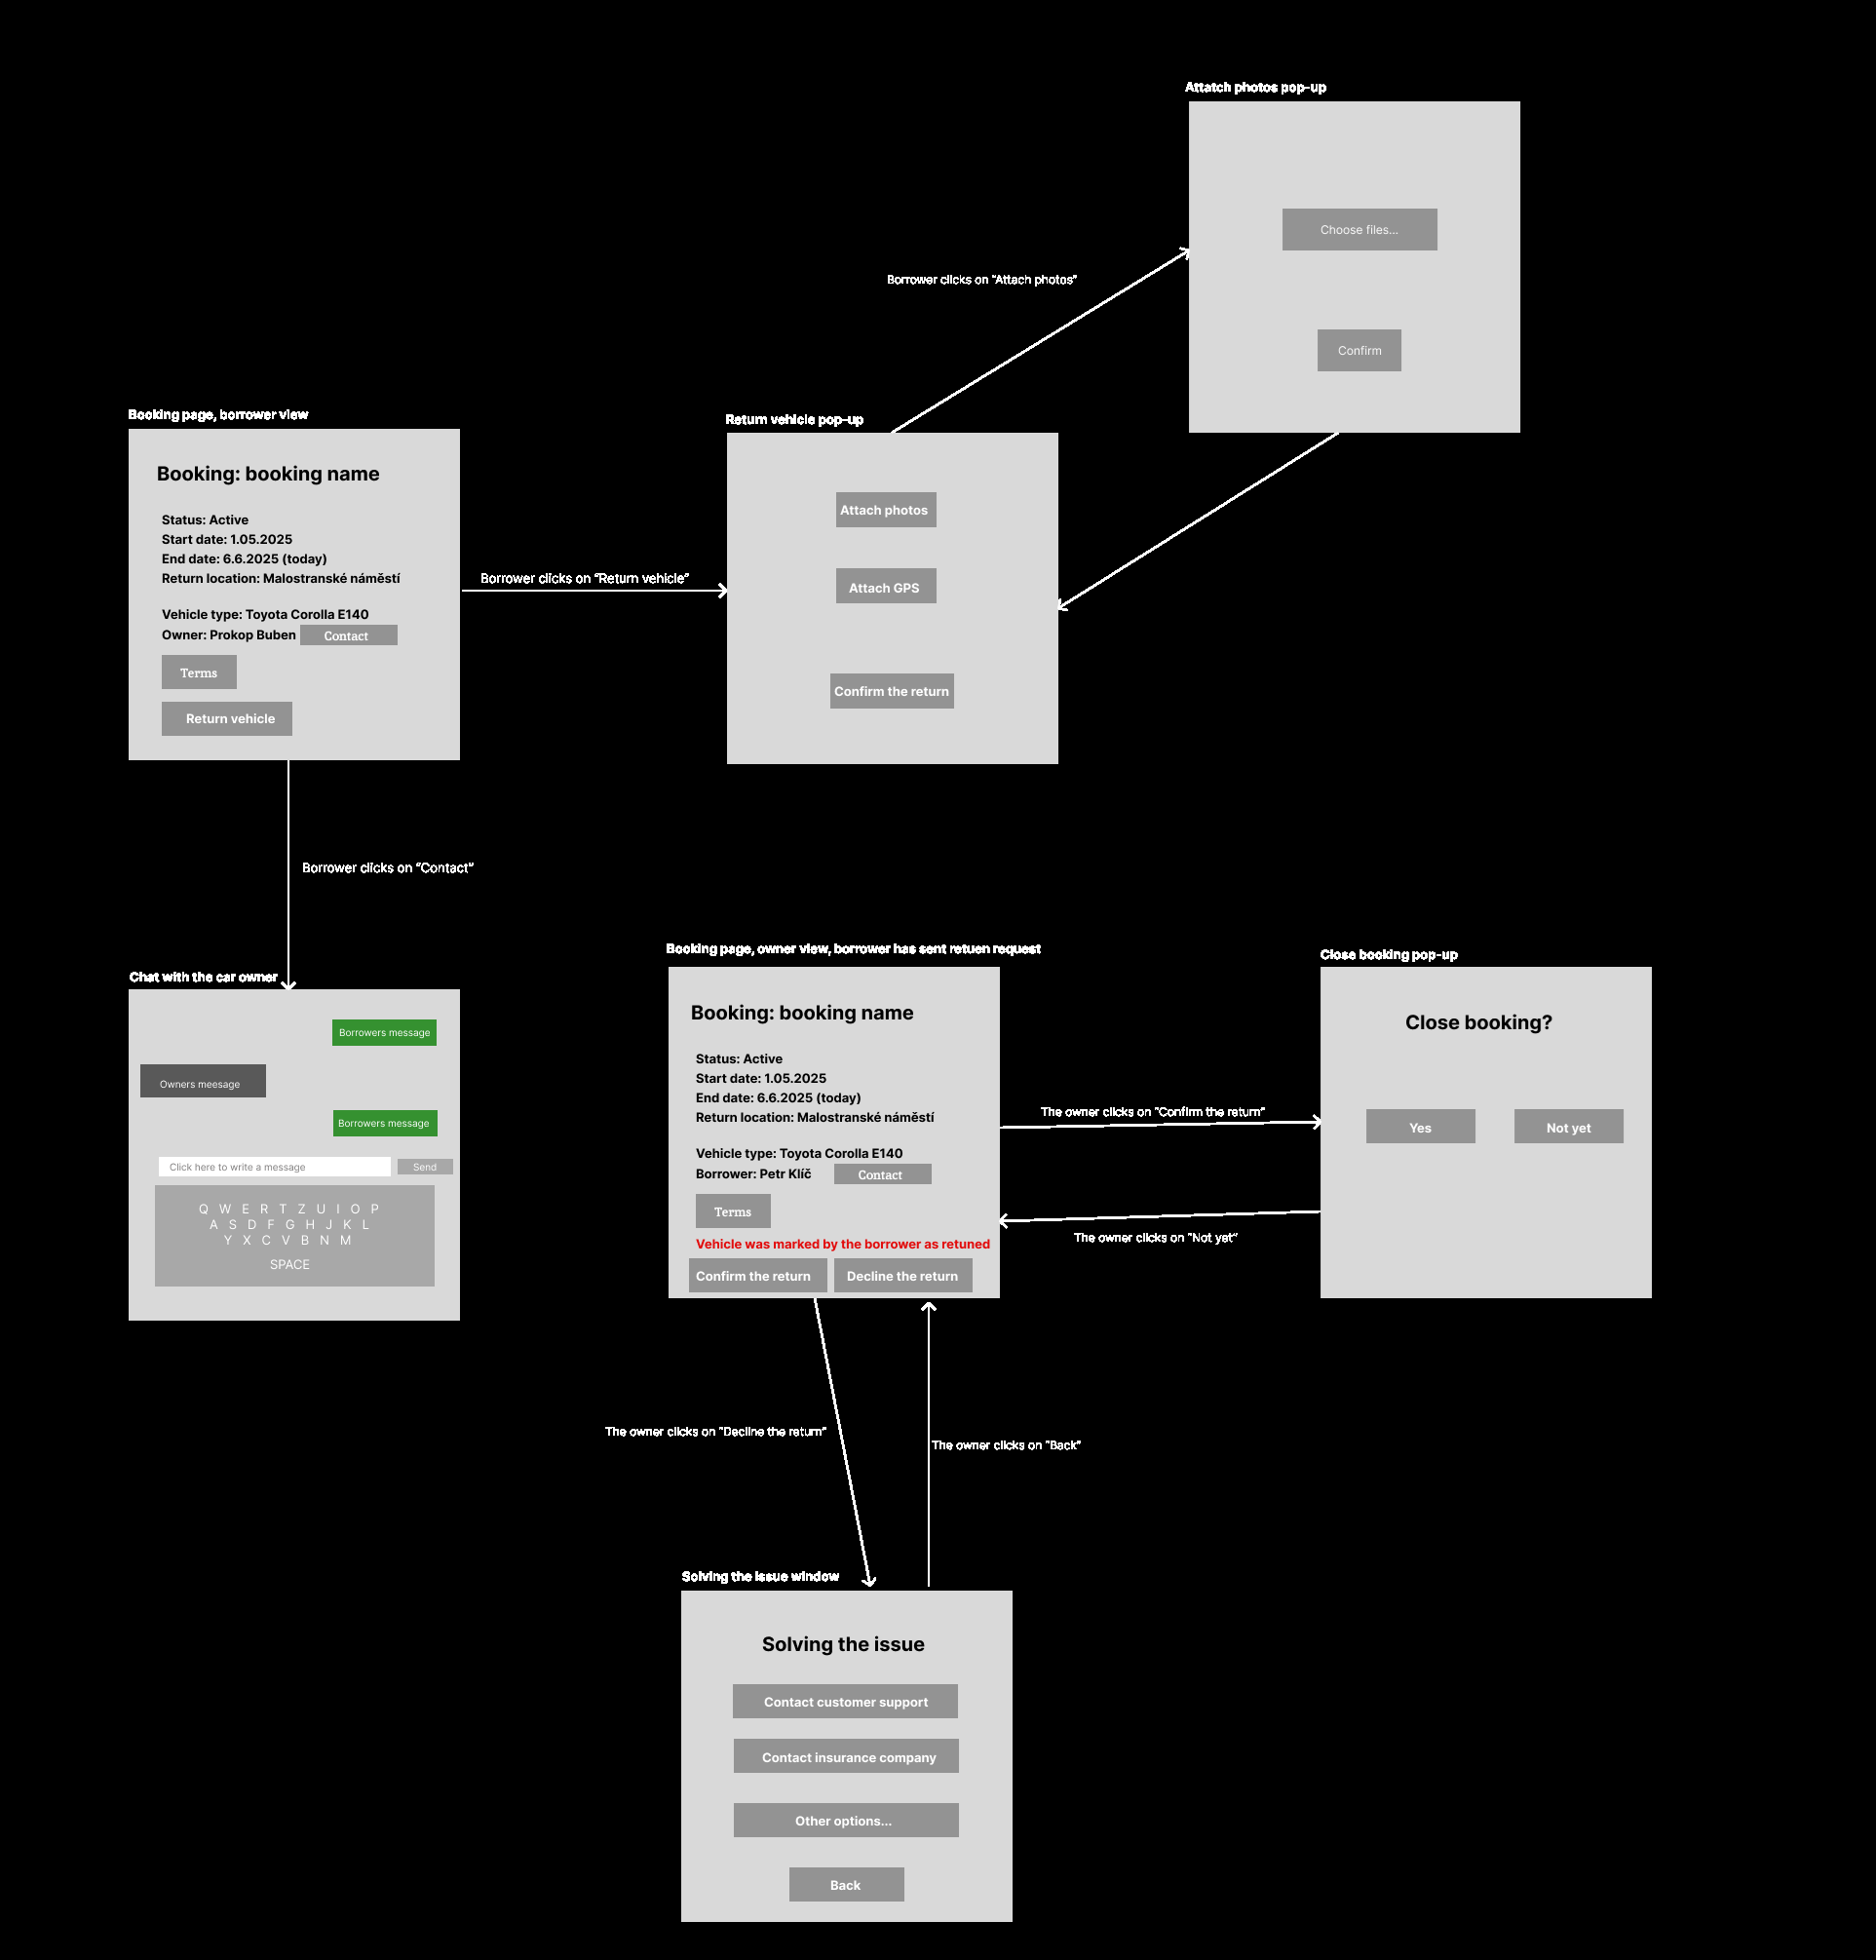 Attatch photos pop-up
Choose files...
Confirm
Borrower clicks on "Attach photos"
Booking page, borrower view
Booking: booking name
Status: Active
Start date: 1.05.2025
End date: 6.6.2025 (today)
Return location: Malostranské náměstí
Vehicle type: Toyota Corolla E140
Owner: Prokop Buben
Contact
Terms
Return vehicle
Borrower clicks on "Return vehicle"
Return vehicle pop-up
Attach photos
Attach GPS
Confirm the return
Borrower clicks on "Contact"
Chat with the car owner
Borrowers message
Owners meesage
Borrowers message
Click here to write a message
Send
Q W E R T Z U I O P
A S D F G H J K L
Y X C V B N M
SPACE
Booking page, owner view, borrower has sent retuen request
Booking: booking name
Status: Active
Start date: 1.05.2025
End date: 6.6.2025 (today)
Return location: Malostranské náměstí
Vehicle type: Toyota Corolla E140
Borrower: Petr Klíč
Contact
Terms
Vehicle was marked by the borrower as retuned
Confirm the return
Decline the return
The owner clicks on "Confirm the return"
The owner clicks on "Not yet"
Close booking pop-up
Close booking?
Yes
Not yet
The owner clicks on "Decline the return"
The owner clicks on "Back"
Solving the issue window
Solving the issue
Contact customer support
Contact insurance company
Other options...
Back